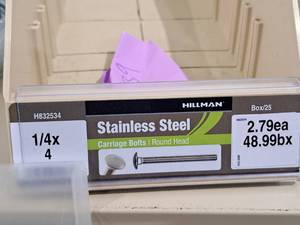 HILLMAN
H832534
Box/25
1/4x
4
Stainless Steel
Carriage Bolts | Round Head
2.79ea
48.99bx